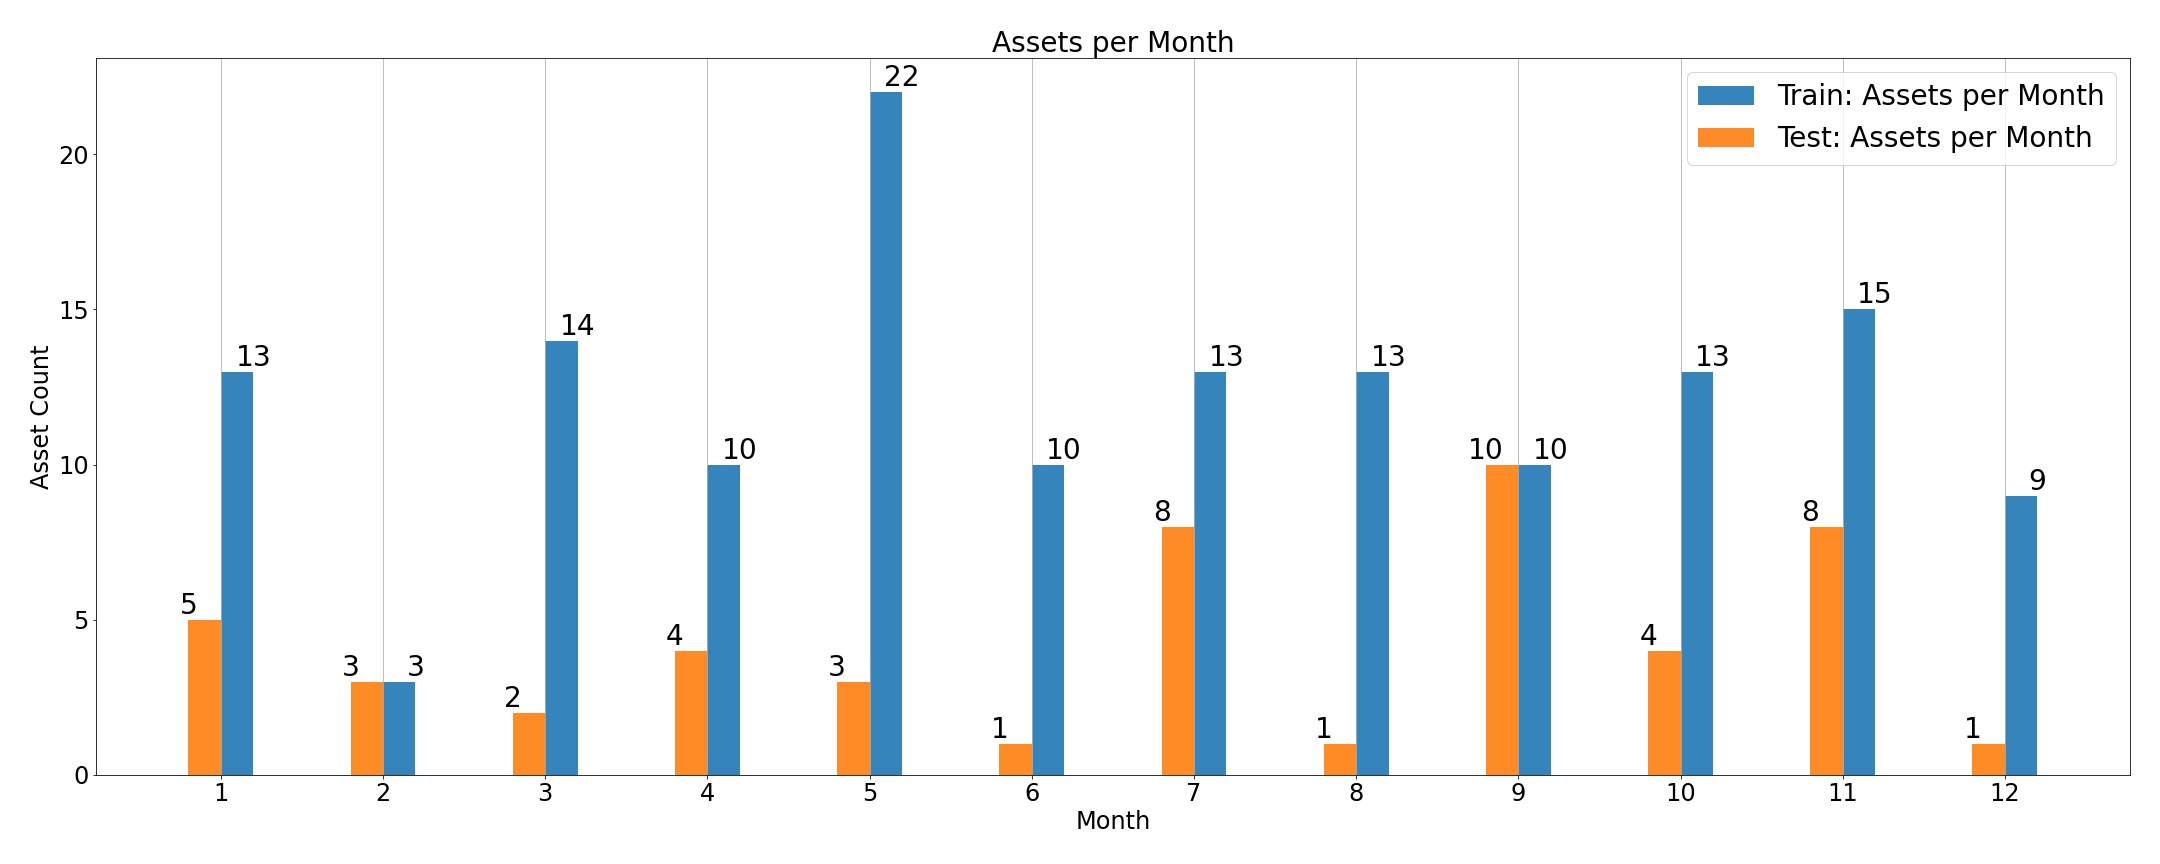 Assets per Month
Train: Assets per Month
Test: Assets per Month
Asset Count
20
15
10
5
0
5 13
3 3
2 14
4 10
3 22
1 10
8 13
1 13
10 10
4 13
8 15
1 9
1 2 3 4 5 6 7 8 9 10 11 12
Month